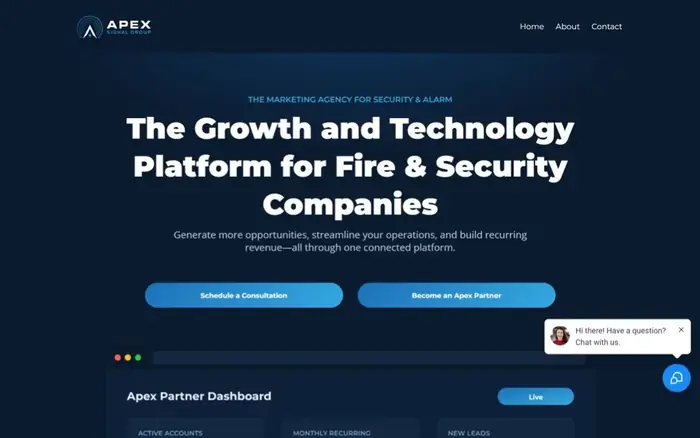 APEX
SIGNAL GROUP
Home
About
Contact
THE MARKETING AGENCY FOR SECURITY & ALARM
The Growth and Technology
Platform for Fire & Security
Companies
Generate more opportunities, streamline your operations, and build recurring
revenue—all through one connected platform.
Schedule a Consultation
Become an Apex Partner
Hi there! Have a question?
Chat with us.
Apex Partner Dashboard
Live
ACTIVE ACCOUNTS
MONTHLY RECURRING
NEW LEADS